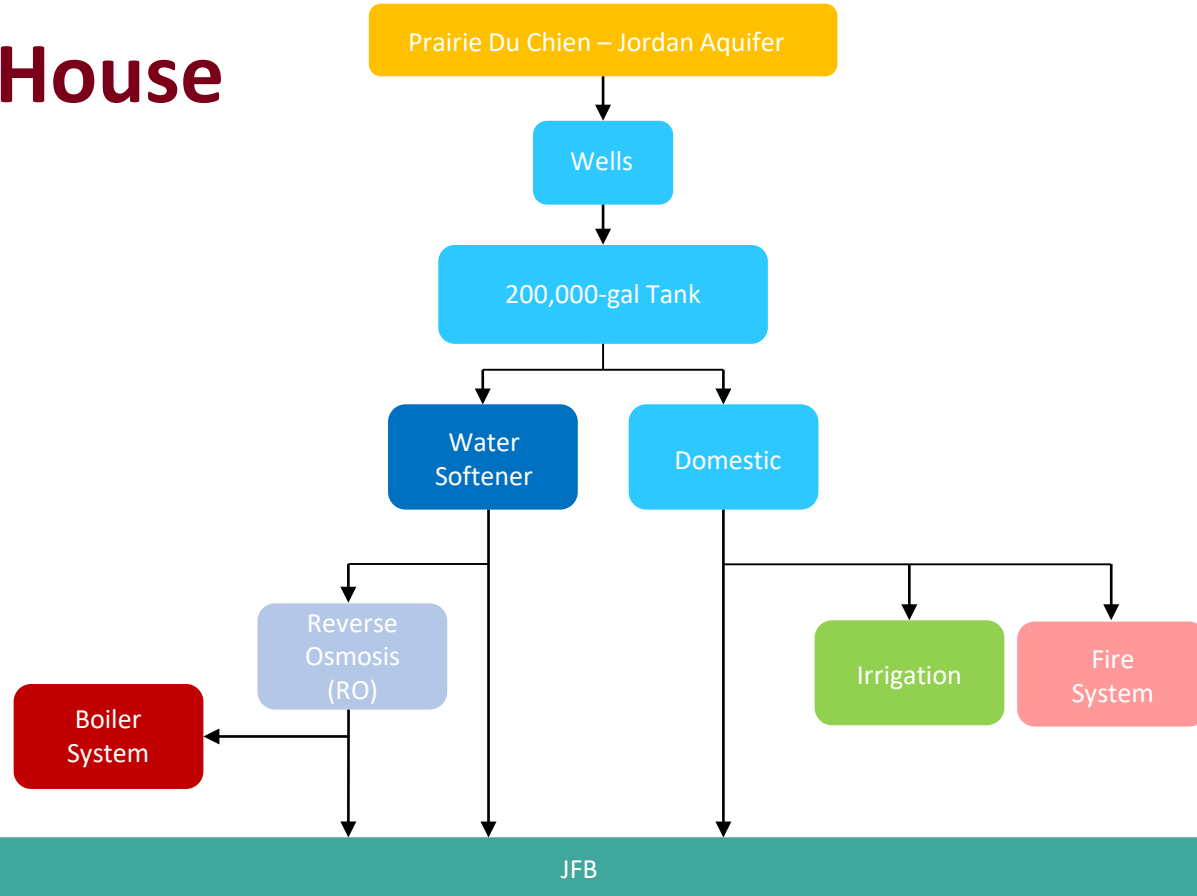 House
Prairie Du Chien – Jordan Aquifer
Wells
200,000-gal Tank
Water
Softener
Domestic
Reverse
Osmosis
(RO)
Irrigation
Fire
System
Boiler
System
JFB